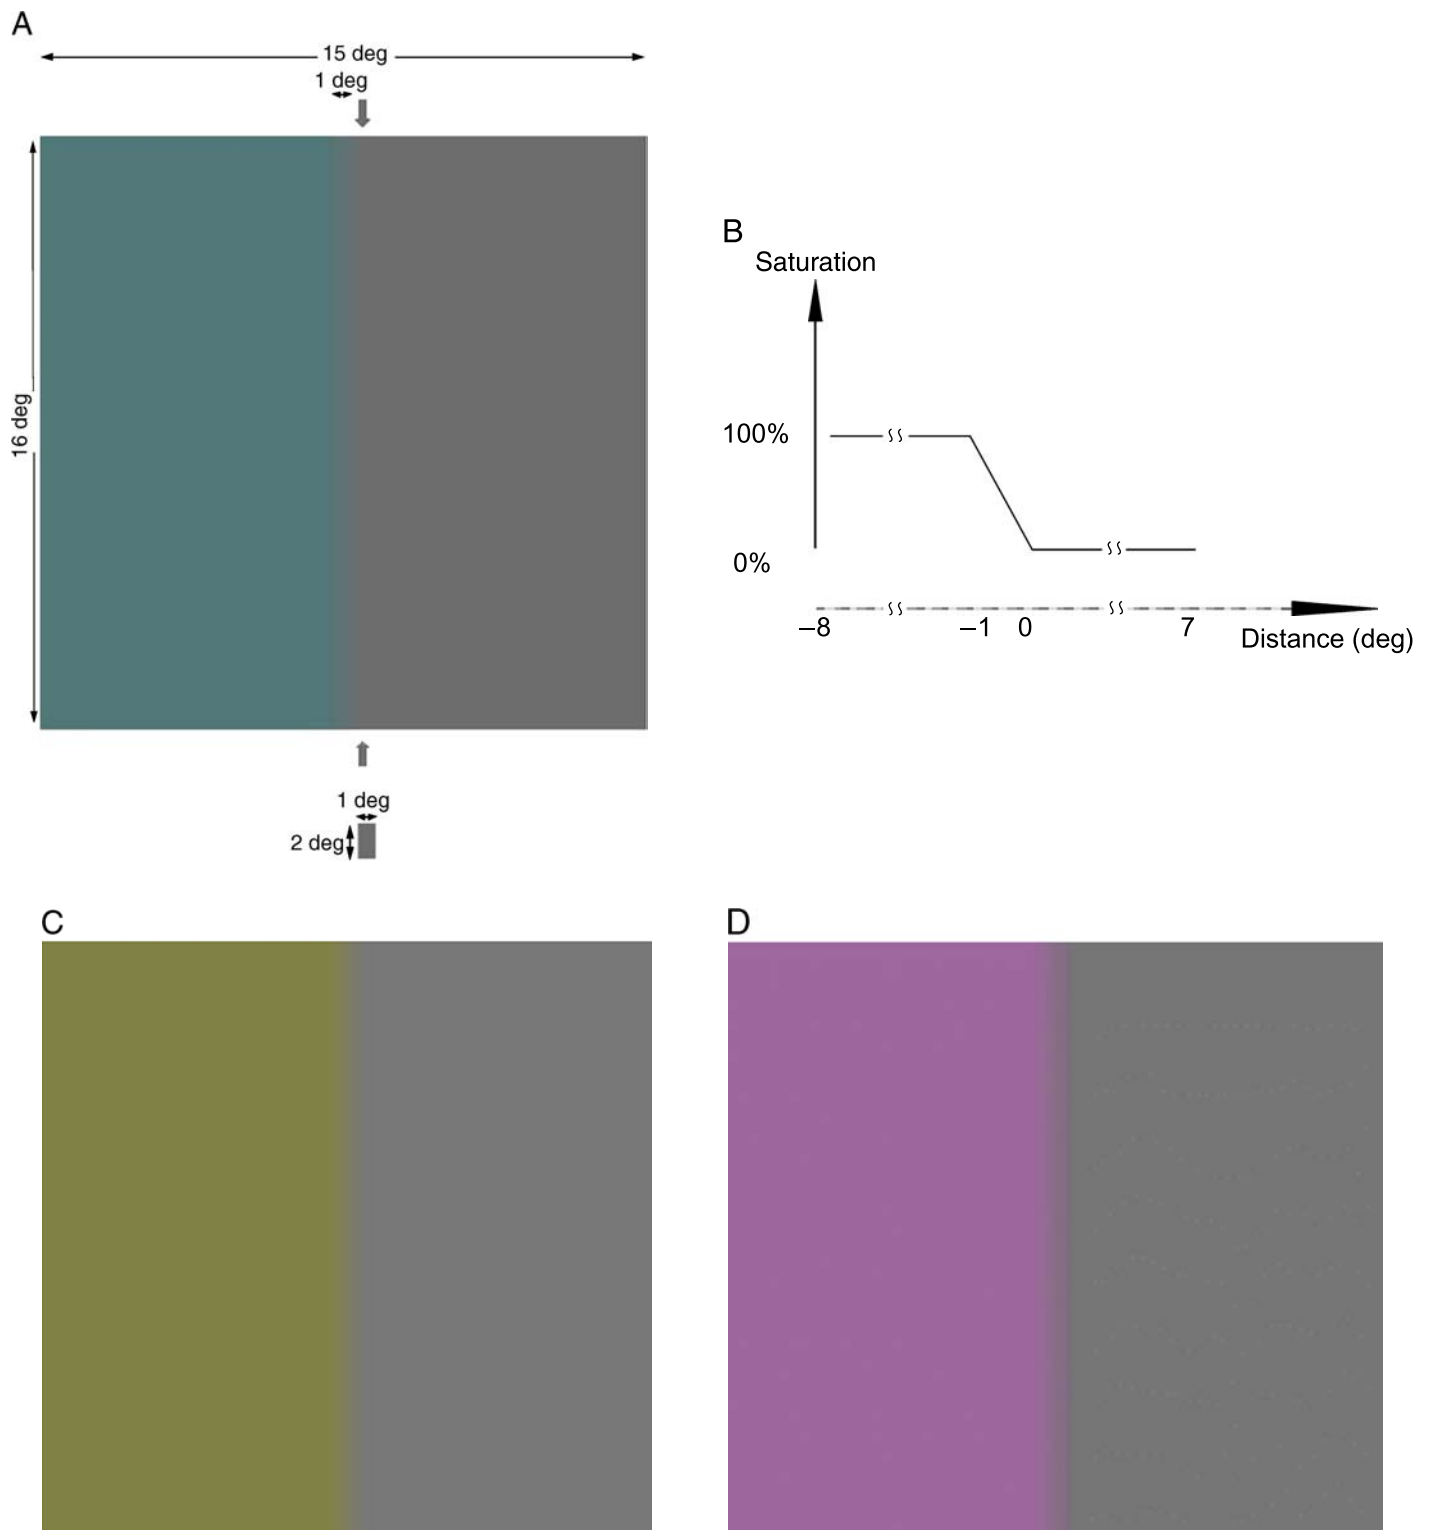 A
15 deg
1 deg
16 deg
1 deg
2 deg
B
Saturation
100%
0%
–8
–1
0
7
Distance (deg)
C
D